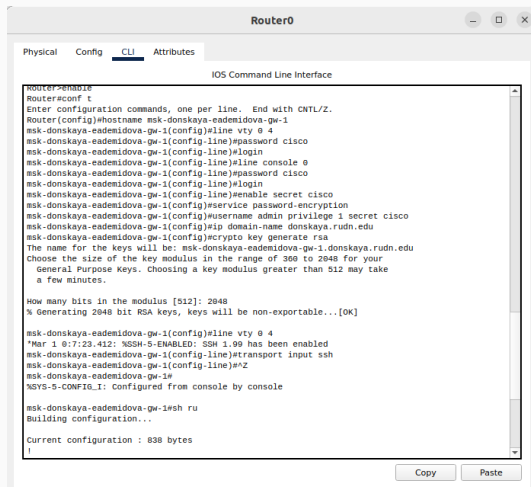 Router0
Physical Config CLI Attributes
IOS Command Line Interface
Router>enable
Router#conf t
Enter configuration commands, one per line.  End with CNTL/Z.
Router(config)#hostname msk-donskaya-eademidova-gw-1
msk-donskaya-eademidova-gw-1(config)#line vty 0 4
msk-donskaya-eademidova-gw-1(config-line)#password cisco
msk-donskaya-eademidova-gw-1(config-line)#login
msk-donskaya-eademidova-gw-1(config-line)#line console 0
msk-donskaya-eademidova-gw-1(config-line)#password cisco
msk-donskaya-eademidova-gw-1(config-line)#login
msk-donskaya-eademidova-gw-1(config-line)#enable secret cisco
msk-donskaya-eademidova-gw-1(config)#service password-encryption
msk-donskaya-eademidova-gw-1(config)#username admin privilege 1 secret cisco
msk-donskaya-eademidova-gw-1(config)#ip domain-name donskaya.rudn.edu
msk-donskaya-eademidova-gw-1(config)#crypto key generate rsa
The name for the keys will be: msk-donskaya-eademidova-gw-1.donskaya.rudn.edu
Choose the size of the key modulus in the range of 360 to 2048 for your
  General Purpose Keys. Choosing a key modulus greater than 512 may take
  a few minutes.
How many bits in the modulus [512]: 2048
% Generating 2048 bit RSA keys, keys will be non-exportable...[OK]
msk-donskaya-eademidova-gw-1(config)#line vty 0 4
*Mar 1 0:7:23.412: %SSH-5-ENABLED: SSH 1.99 has been enabled
msk-donskaya-eademidova-gw-1(config-line)#transport input ssh
msk-donskaya-eademidova-gw-1(config-line)#^Z
msk-donskaya-eademidova-gw-1#
%SYS-5-CONFIG_I: Configured from console by console
msk-donskaya-eademidova-gw-1#sh ru
Building configuration...
Current configuration : 838 bytes
!
Copy Paste